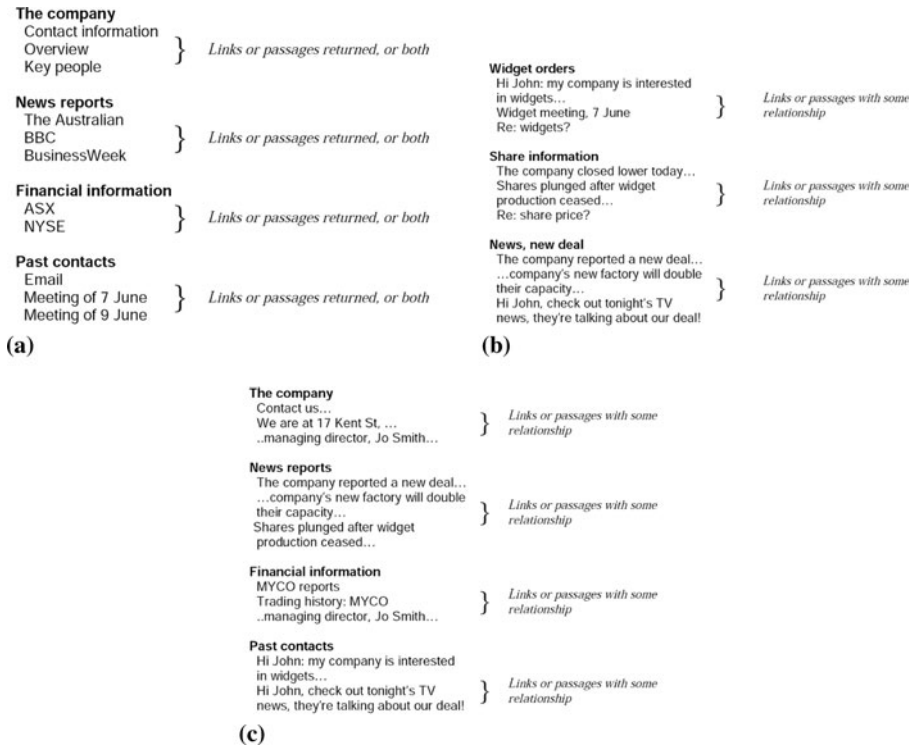 The company
Contact information
Overview
Key people
} Links or passages returned, or both
News reports
The Australian
BBC
BusinessWeek
} Links or passages returned, or both
Financial information
ASX
NYSE
} Links or passages returned, or both
Past contacts
Email
Meeting of 7 June
Meeting of 9 June
} Links or passages returned, or both
(a)
Widget orders
Hi John: my company is interested
in widgets…
Widget meeting, 7 June
Re: widgets?
} Links or passages with some
relationship
Share information
The company closed lower today…
Shares plunged after widget
production ceased…
Re: share price?
} Links or passages with some
relationship
News, new deal
The company reported a new deal…
…company's new factory will double
their capacity…
Hi John, check out tonight's TV
news, they're talking about our deal!
} Links or passages with some
relationship
(b)
The company
Contact us…
We are at 17 Kent St, …
..managing director, Jo Smith…
} Links or passages with some
relationship
News reports
The company reported a new deal…
…company's new factory will double
their capacity…
Shares plunged after widget
production ceased…
} Links or passages with some
relationship
Financial information
MYCO reports
Trading history: MYCO
..managing director, Jo Smith…
} Links or passages with some
relationship
Past contacts
Hi John: my company is interested
in widgets…
Hi John, check out tonight's TV
news, they're talking about our deal!
} Links or passages with some
relationship
(c)